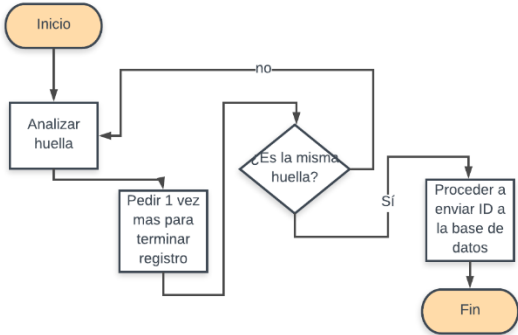 Inicio
no
Analizar
huella
¿Es la misma
huella?
Pedir 1 vez
mas para
terminar
registro
Sí
Proceder a
enviar ID a
la base de
datos
Fin